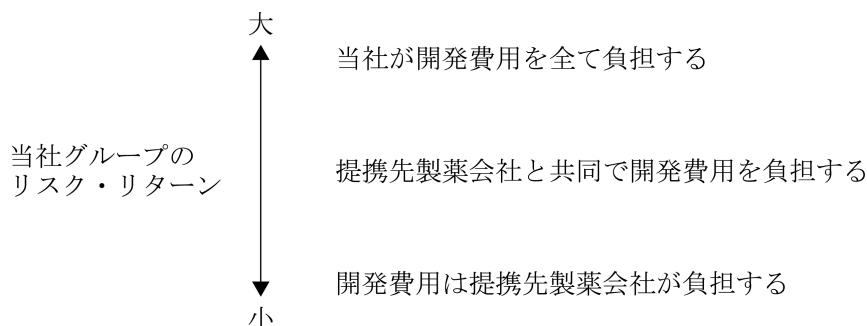 大
当社が開発費用を全て負担する
当社グループの
リスク・リターン
提携先製薬会社と共同で開発費用を負担する
開発費用は提携先製薬会社が負担する
小